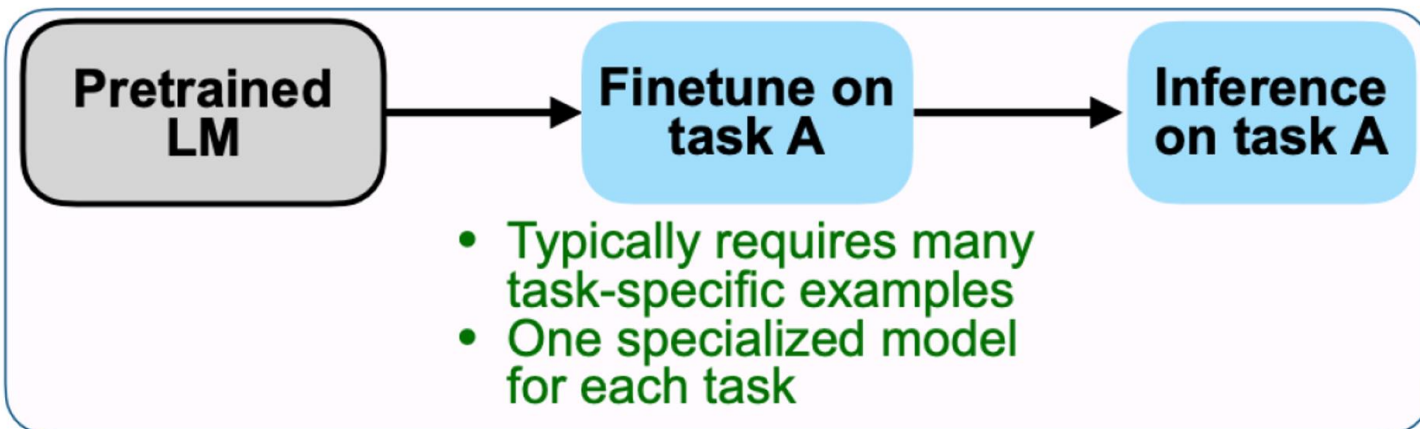 Pretrained
LM
Finetune on
task A
Inference
on task A
• Typically requires many
task-specific examples
• One specialized model
for each task